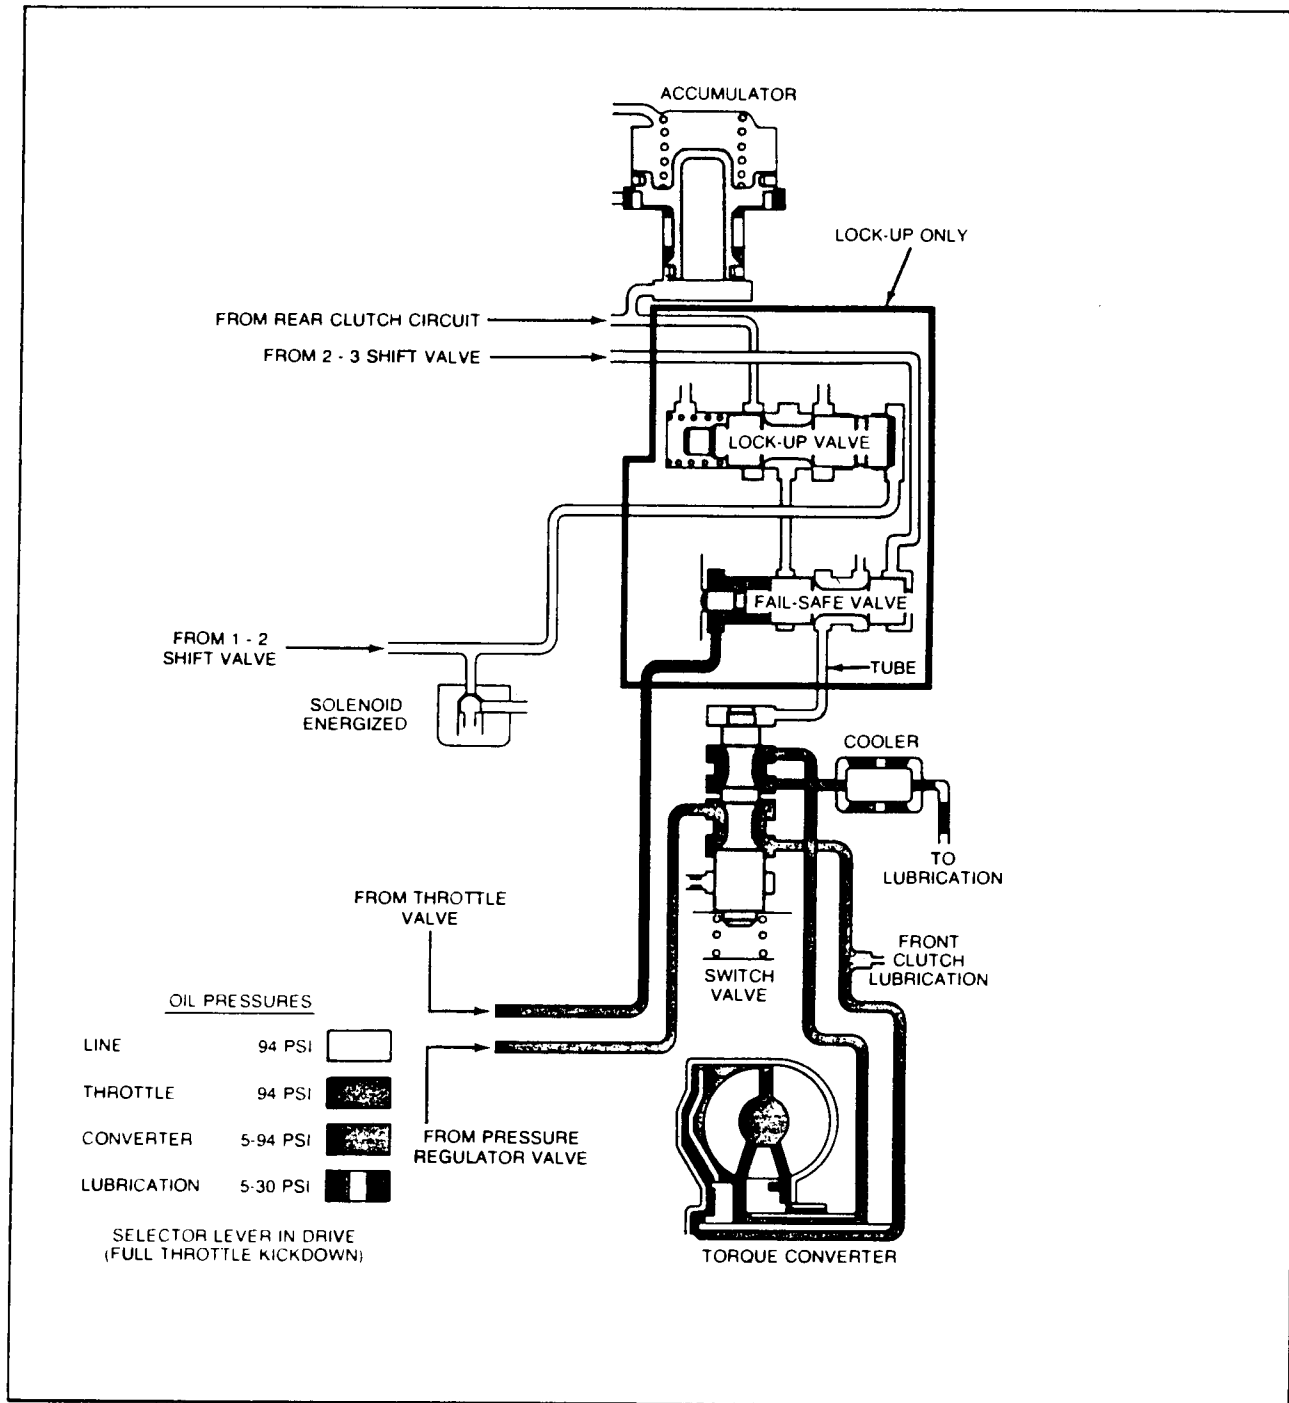 ACCUMULATOR
LOCK-UP ONLY
FROM REAR CLUTCH CIRCUIT
FROM 2 - 3 SHIFT VALVE
LOCK-UP VALVE
FAIL-SAFE VALVE
FROM 1 - 2
SHIFT VALVE
TUBE
SOLENOID
ENERGIZED
COOLER
TO
LUBRICATION
FROM THROTTLE
VALVE
FRONT
CLUTCH
LUBRICATION
SWITCH
VALVE
OIL PRESSURES
LINE 94 PSI
THROTTLE 94 PSI
CONVERTER 5-94 PSI
LUBRICATION 5-30 PSI
FROM PRESSURE
REGULATOR VALVE
SELECTOR LEVER IN DRIVE
(FULL THROTTLE KICKDOWN)
TORQUE CONVERTER